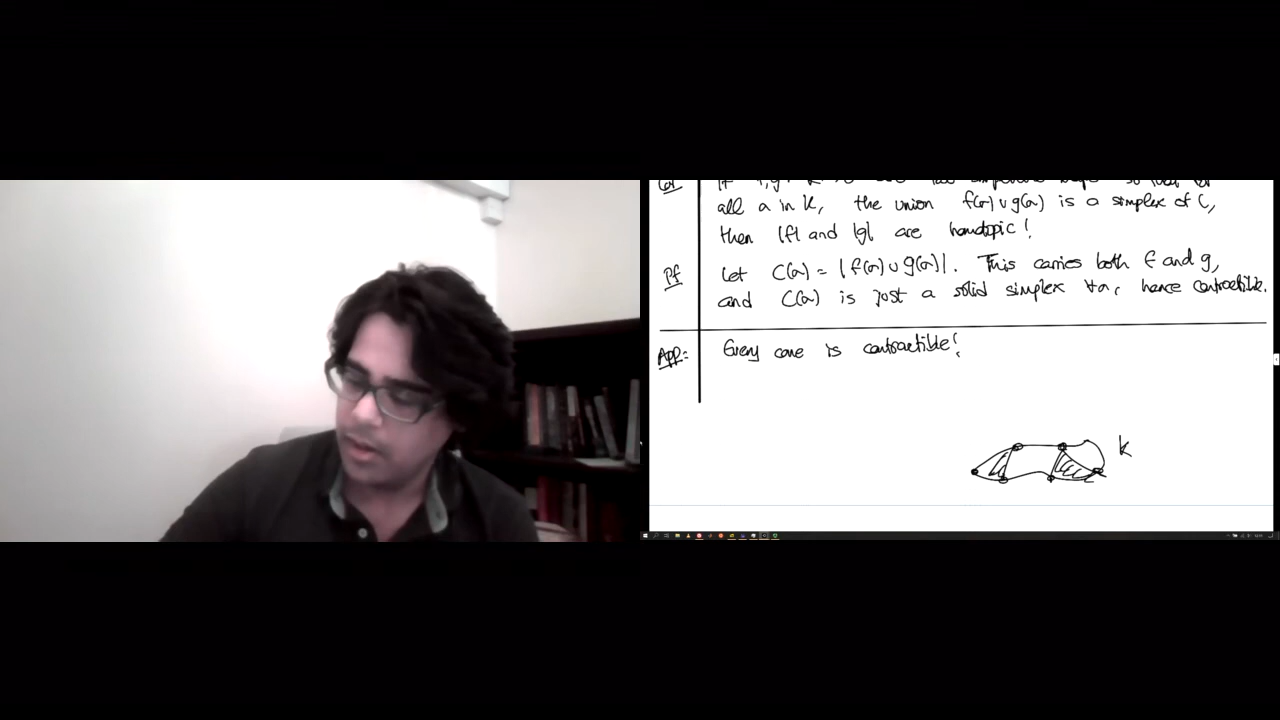 all a in K, the union f(σ) ∪ g(σ) is a simplex of L,
then |f| and |g| are homotopic!
Pf Let C(σ) = |f(σ) ∪ g(σ)|. This carries both f and g,
and C(σ) is just a solid simplex ∀σ, hence contractible.
App: Every cone is contractible!
K